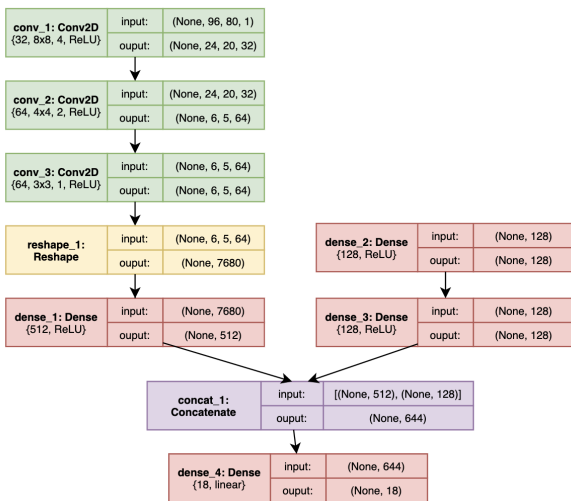 conv_1: Conv2D
{32, 8x8, 4, ReLU}
input: (None, 96, 80, 1)
ouput: (None, 24, 20, 32)
conv_2: Conv2D
{64, 4x4, 2, ReLU}
input: (None, 24, 20, 32)
ouput: (None, 6, 5, 64)
conv_3: Conv2D
{64, 3x3, 1, ReLU}
input: (None, 6, 5, 64)
ouput: (None, 6, 5, 64)
reshape_1:
Reshape
input: (None, 6, 5, 64)
ouput: (None, 7680)
dense_2: Dense
{128, ReLU}
input: (None, 128)
ouput: (None, 128)
dense_1: Dense
{512, ReLU}
input: (None, 7680)
ouput: (None, 512)
dense_3: Dense
{128, ReLU}
input: (None, 128)
ouput: (None, 128)
concat_1:
Concatenate
input: [(None, 512), (None, 128)]
ouput: (None, 644)
dense_4: Dense
{18, linear}
input: (None, 644)
ouput: (None, 18)